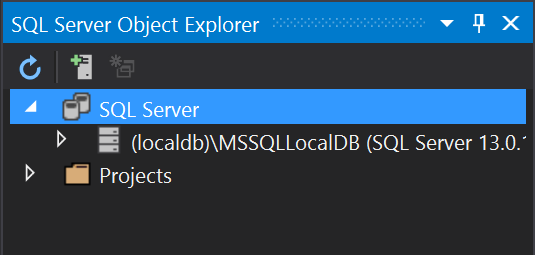 SQL Server Object Explorer
SQL Server
(localdb)\MSSQLLocalDB (SQL Server 13.0.
Projects